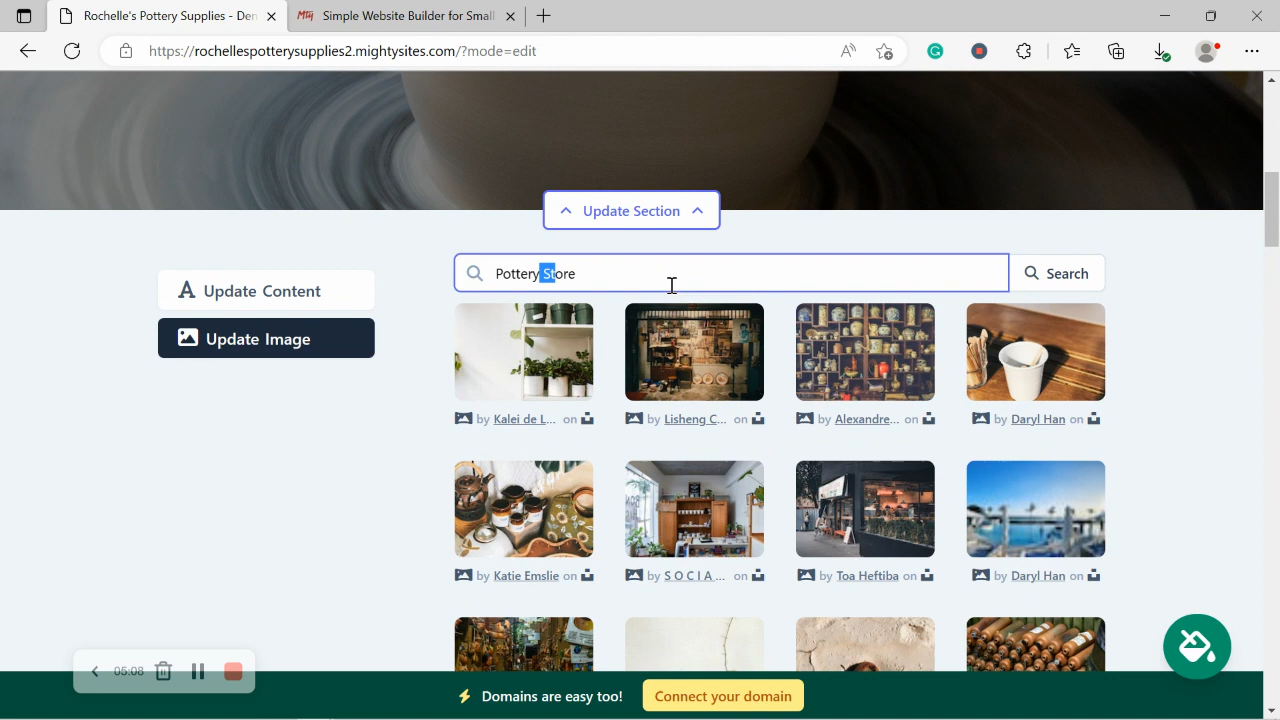 Rochelle's Pottery Supplies - Der
Simple Website Builder for Small
https://rochellespotterysupplies2.mightysites.com/?mode=edit
Update Section
Update Content
Update Image
Pottery Store
Search
by Kalei de L... on
by Lisheng C... on
by Alexandre... on
by Daryl Han on
by Katie Emslie on
by S O C I A ... on
by Toa Heftiba on
by Daryl Han on
05:08
Domains are easy too!
Connect your domain